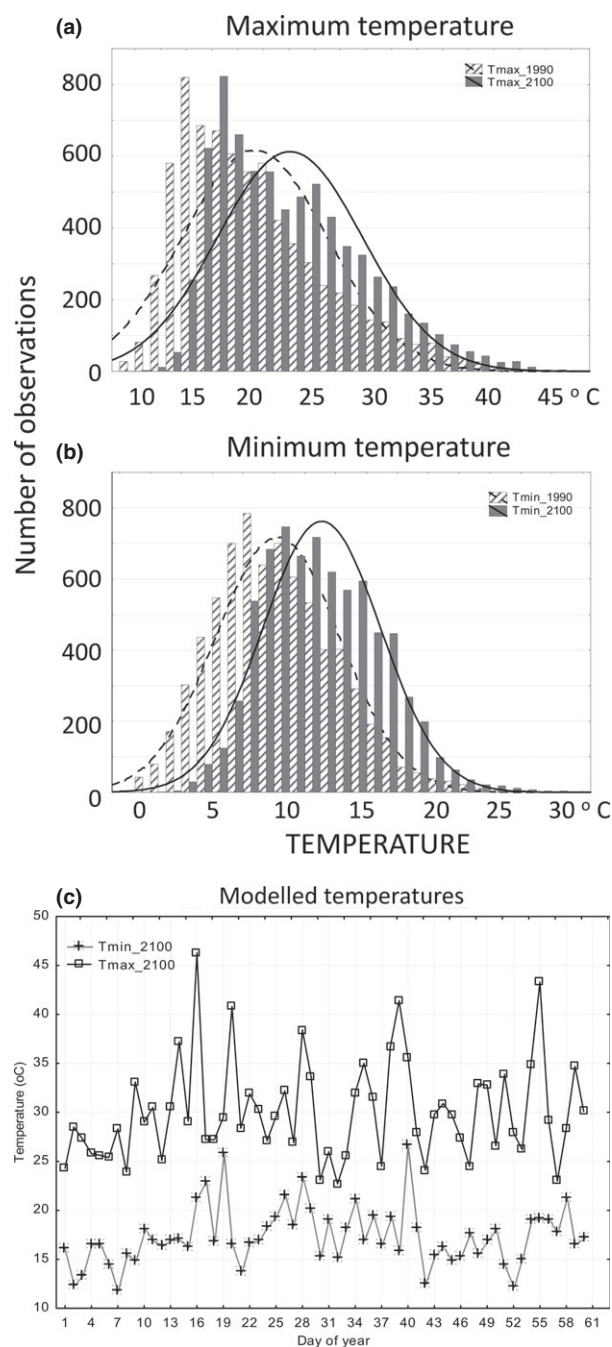 (a) Maximum temperature
Tmax_1990
Tmax_2100
800
600
400
200
0
10 15 20 25 30 35 40 45 ° C
Number of observations
(b) Minimum temperature
Tmin_1990
Tmin_2100
800
600
400
200
0
0 5 10 15 20 25 30 ° C
TEMPERATURE
(c) Modelled temperatures
Tmin_2100
Tmax_2100
50
45
40
35
30
25
20
15
10
Temperature (oC)
1 4 7 10 13 16 19 22 25 28 31 34 37 40 43 46 49 52 55 58 61
Day of year